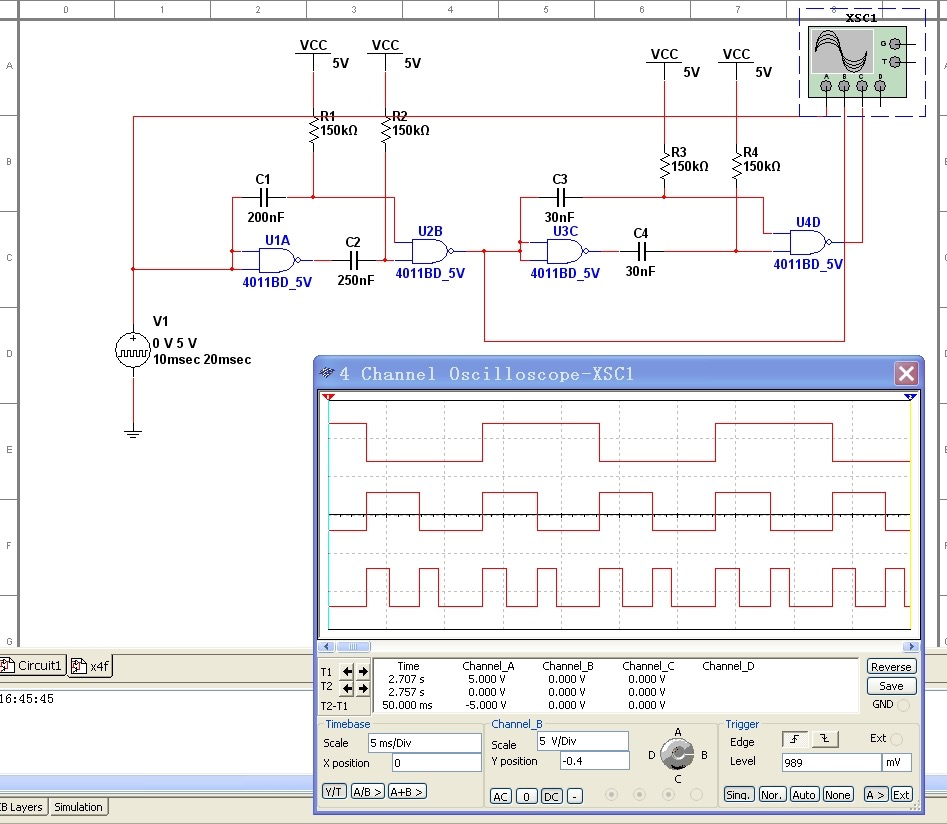 0 1 2 3 4 5 6 7 8
XSC1
G
T
A B C D
VCC VCC VCC VCC
5V 5V 5V 5V
A
R1 R2
150kΩ 150kΩ
B
R3 R4
150kΩ 150kΩ
C1 C3
200nF 30nF
U1A C2 U2B U3C C4 U4D
4011BD_5V 250nF 4011BD_5V 4011BD_5V 30nF 4011BD_5V
C
V1
0 V 5 V
10msec 20msec
D
E
F
G
4 Channel Oscilloscope-XSC1
T1
T2
T2-T1
Time Channel_A Channel_B Channel_C Channel_D
2.707 s 5.000 V 0.000 V 0.000 V
2.757 s 0.000 V 0.000 V 0.000 V
50.000 ms -5.000 V 0.000 V 0.000 V
Reverse
Save
GND
Timebase
Scale 5 ms/Div
X position 0
Y/T A/B > A+B >
Channel_B
Scale 5 V/Div
Y position -0.4
AC 0 DC -
A
D B
C
Trigger
Edge
Ext
Level 989 mV
Sing. Nor. Auto None A > Ext
Circuit1 x4f
16:45:45
B Layers Simulation